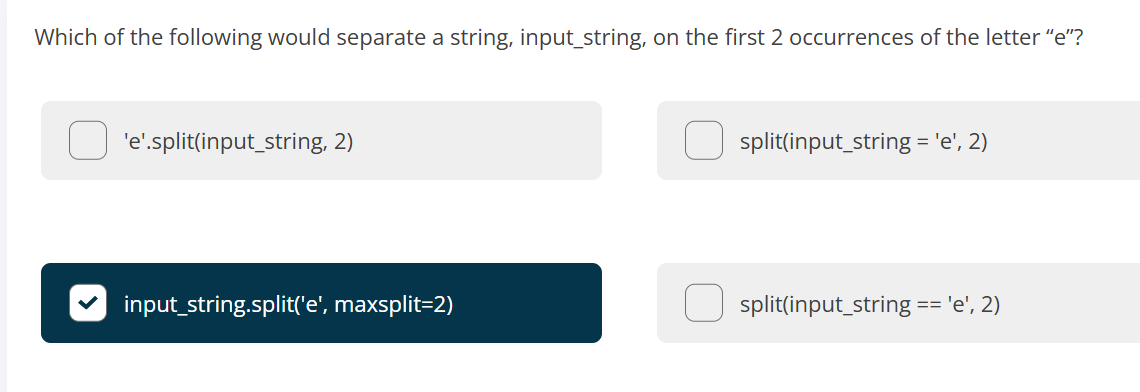 Which of the following would separate a string, input_string, on the first 2 occurrences of the letter “e”?
'e'.split(input_string, 2)
split(input_string = 'e', 2)
input_string.split('e', maxsplit=2)
split(input_string == 'e', 2)